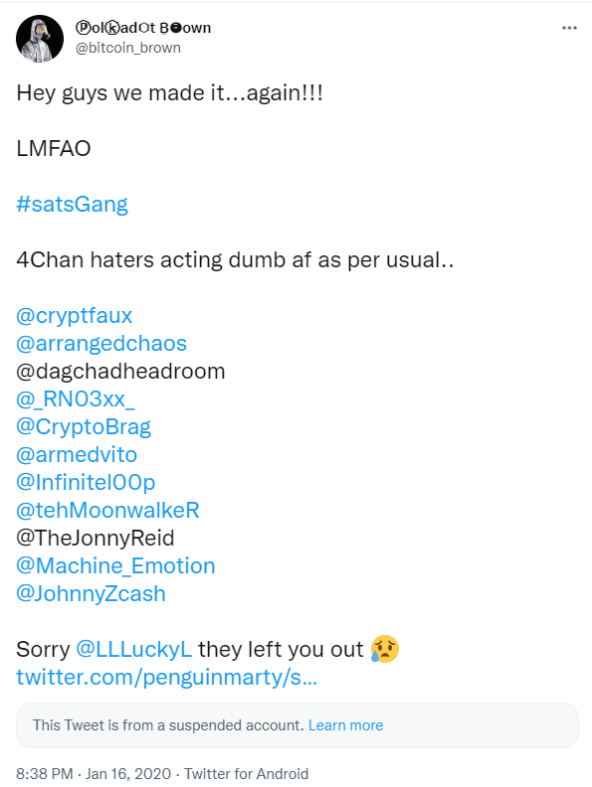 ⓅolⓀadOt B🅞own
@bitcoin_brown
Hey guys we made it...again!!!
LMFAO
#satsGang
4Chan haters acting dumb af as per usual..
@cryptfaux
@arrangedchaos
@dagchadheadroom
@_RN03xx_
@CryptoBrag
@armedvito
@Infinitel00p
@tehMoonwalkeR
@TheJonnyReid
@Machine_Emotion
@JohnnyZcash
Sorry @LLLuckyL they left you out 😥
twitter.com/penguinmarty/s...
This Tweet is from a suspended account. Learn more
8:38 PM · Jan 16, 2020 · Twitter for Android